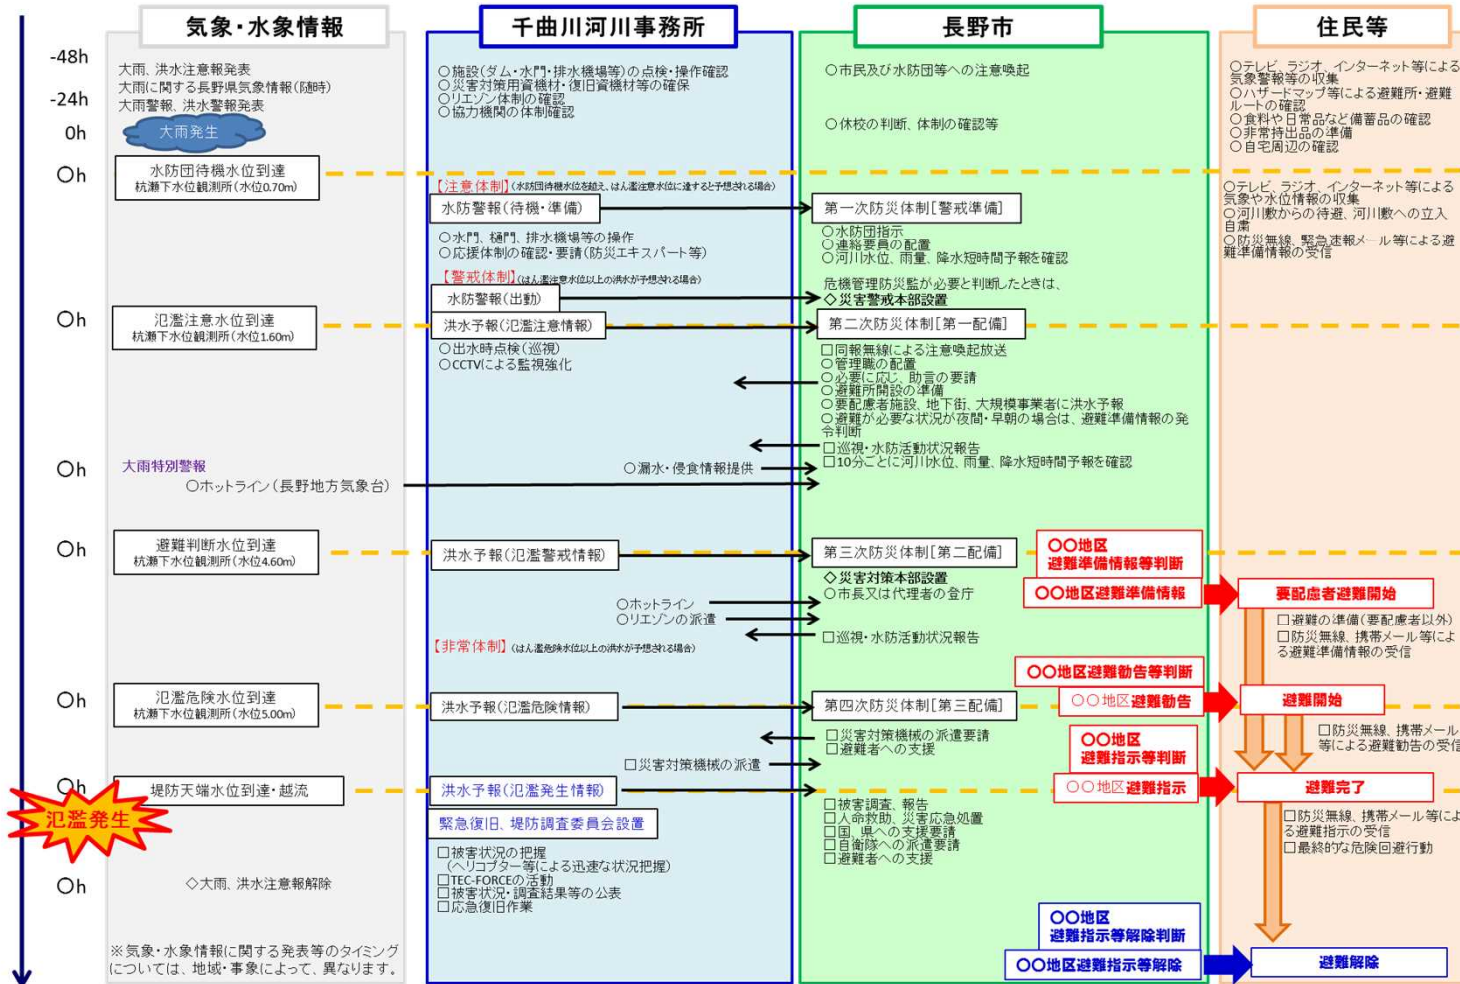 気象・水象情報
千曲川河川事務所
長野市
住民等
-48h
-24h
0h
〇h
〇h
〇h
〇h
〇h
〇h
氾濫発生
〇h
大雨、洪水注意報発表
大雨に関する長野県気象情報(随時)
大雨警報、洪水警報発表
大雨発生
水防団待機水位到達
杭瀬下水位観測所(水位0.70m)
氾濫注意水位到達
杭瀬下水位観測所(水位1.60m)
大雨特別警報
〇ホットライン(長野地方気象台)
避難判断水位到達
杭瀬下水位観測所(水位4.60m)
氾濫危険水位到達
杭瀬下水位観測所(水位5.00m)
堤防天端水位到達・越流
◇大雨、洪水注意報解除
※気象・水象情報に関する発表等のタイミング
については、地域・事象によって、異なります。
〇施設(ダム・水門・排水機場等)の点検・操作確認
〇災害対策用資機材・復旧資機材等の確保
〇リエゾン体制の確認
〇協力機関の体制確認
【注意体制】(水防団待機水位を超え、はん濫注意水位に達すると予想される場合)
水防警報(待機・準備)
〇水門、樋門、排水機場等の操作
〇応援体制の確認・要請(防災エキスパート等)
【警戒体制】(はん濫注意水位以上の洪水が予想される場合)
水防警報(出動)
洪水予報(氾濫注意情報)
〇出水時点検(巡視)
〇CCTVによる監視強化
〇漏水・侵食情報提供
洪水予報(氾濫警戒情報)
〇ホットライン
〇リエゾンの派遣
【非常体制】(はん濫危険水位以上の洪水が予想される場合)
洪水予報(氾濫危険情報)
□災害対策機械の派遣
洪水予報(氾濫発生情報)
緊急復旧、堤防調査委員会設置
□被害状況の把握
(ヘリコプター等による迅速な状況把握)
□TEC-FORCEの活動
□被害状況・調査結果等の公表
□応急復旧作業
〇市民及び水防団等への注意喚起
〇休校の判断、体制の確認等
第一次防災体制[警戒準備]
〇水防団指示
〇連絡要員の配置
〇河川水位、雨量、降水短時間予報を確認
危機管理防災監が必要と判断したときは、
◇災害警戒本部設置
第二次防災体制[第一配備]
□同報無線による注意喚起放送
〇管理職の配置
〇必要に応じ、助言の要請
〇避難所開設の準備
〇要配慮者施設、地下街、大規模事業者に洪水予報
〇避難が必要な状況が夜間・早朝の場合は、避難準備情報の発
令判断
□巡視・水防活動状況報告
□10分ごとに河川水位、雨量、降水短時間予報を確認
第三次防災体制[第二配備]
◇災害対策本部設置
〇市長又は代理者の登庁
□巡視・水防活動状況報告
〇〇地区
避難準備情報等判断
〇〇地区避難準備情報
〇〇地区避難勧告等判断
第四次防災体制[第三配備]
〇〇地区避難勧告
□災害対策機械の派遣要請
□避難者への支援
〇〇地区
避難指示等判断
〇〇地区避難指示
□被害調査、報告
□人命救助、災害応急処置
□国、県への支援要請
□自衛隊への派遣要請
□避難者への支援
〇〇地区
避難指示等解除判断
〇〇地区避難指示等解除
〇テレビ、ラジオ、インターネット等による
気象警報等の収集
〇ハザードマップ等による避難所・避難
ルートの確認
〇食料や日常品など備蓄品の確認
〇非常持出品の準備
〇自宅周辺の確認
〇テレビ、ラジオ、インターネット等による
気象や水位情報の収集
〇河川敷からの待避、河川敷への立入
自粛
〇防災無線、緊急速報メール等による避
難準備情報の受信
要配慮者避難開始
□避難の準備(要配慮者以外)
□防災無線、携帯メール等によ
る避難準備情報の受信
避難開始
□防災無線、携帯メール
等による避難勧告の受信
避難完了
□防災無線、携帯メール等によ
る避難指示の受信
□最終的な危険回避行動
避難解除